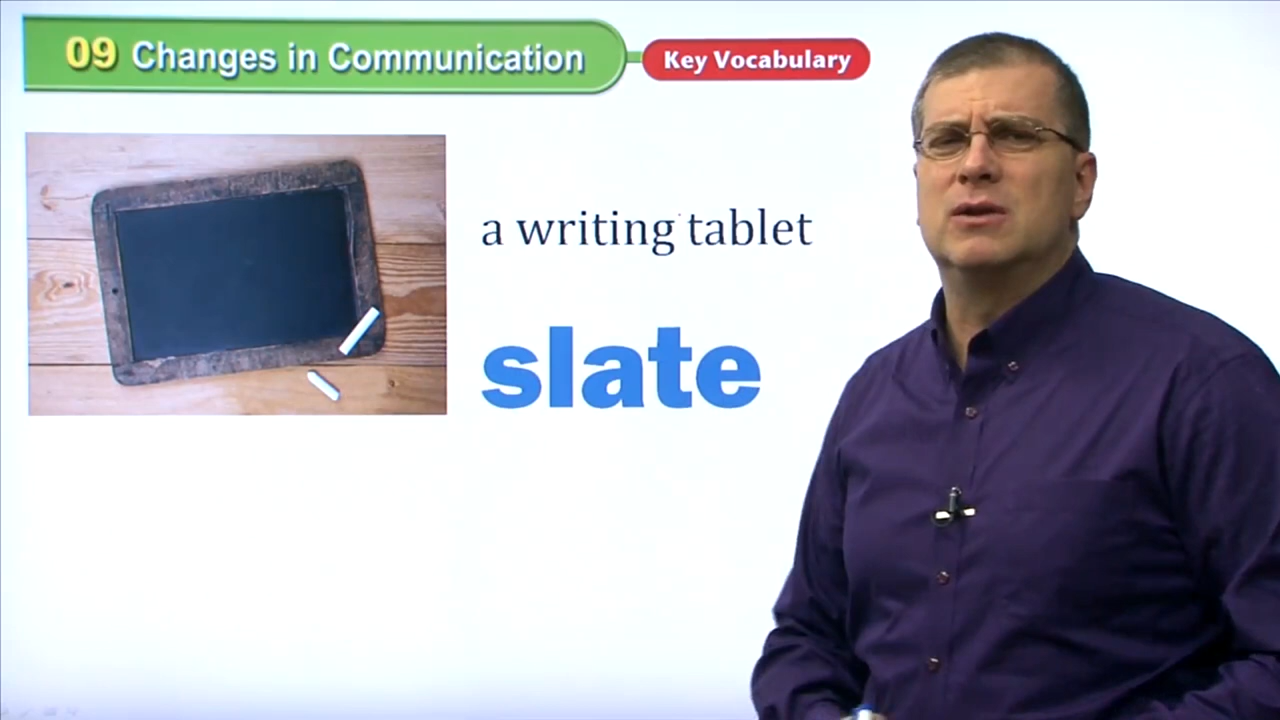 09 Changes in Communication
Key Vocabulary
a writing tablet
slate